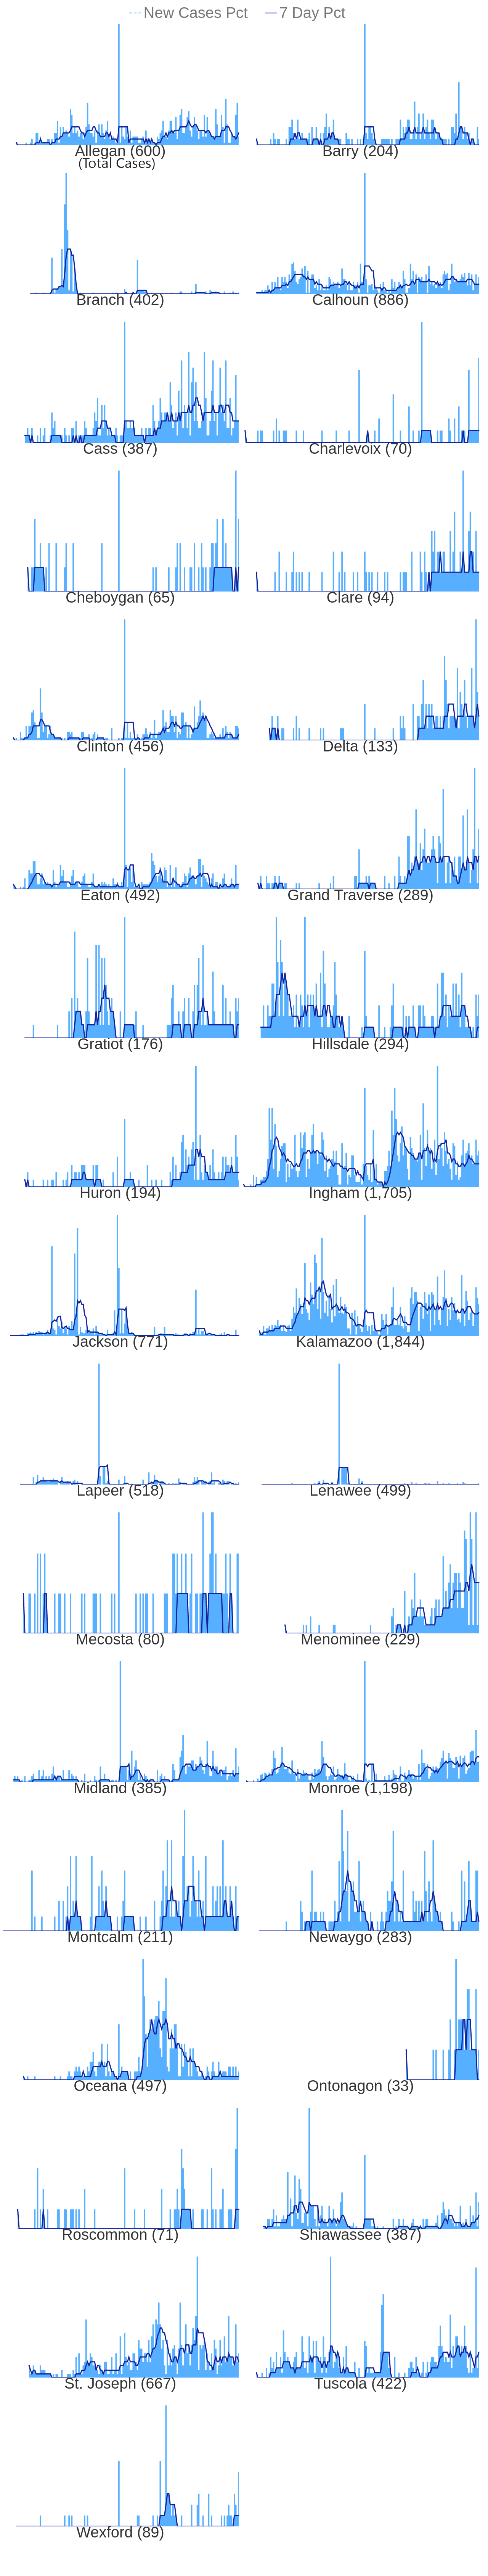 New Cases Pct 7 Day Pct
Allegan (600) Barry (204)
(Total Cases)
Branch (402) Calhoun (886)
Cass (387) Charlevoix (70)
Cheboygan (65) Clare (94)
Clinton (456) Delta (133)
Eaton (492) Grand Traverse (289)
Gratiot (176) Hillsdale (294)
Huron (194) Ingham (1,705)
Jackson (771) Kalamazoo (1,844)
Lapeer (518) Lenawee (499)
Mecosta (80) Menominee (229)
Midland (385) Monroe (1,198)
Montcalm (211) Newaygo (283)
Oceana (497) Ontonagon (33)
Roscommon (71) Shiawassee (387)
St. Joseph (667) Tuscola (422)
Wexford (89)